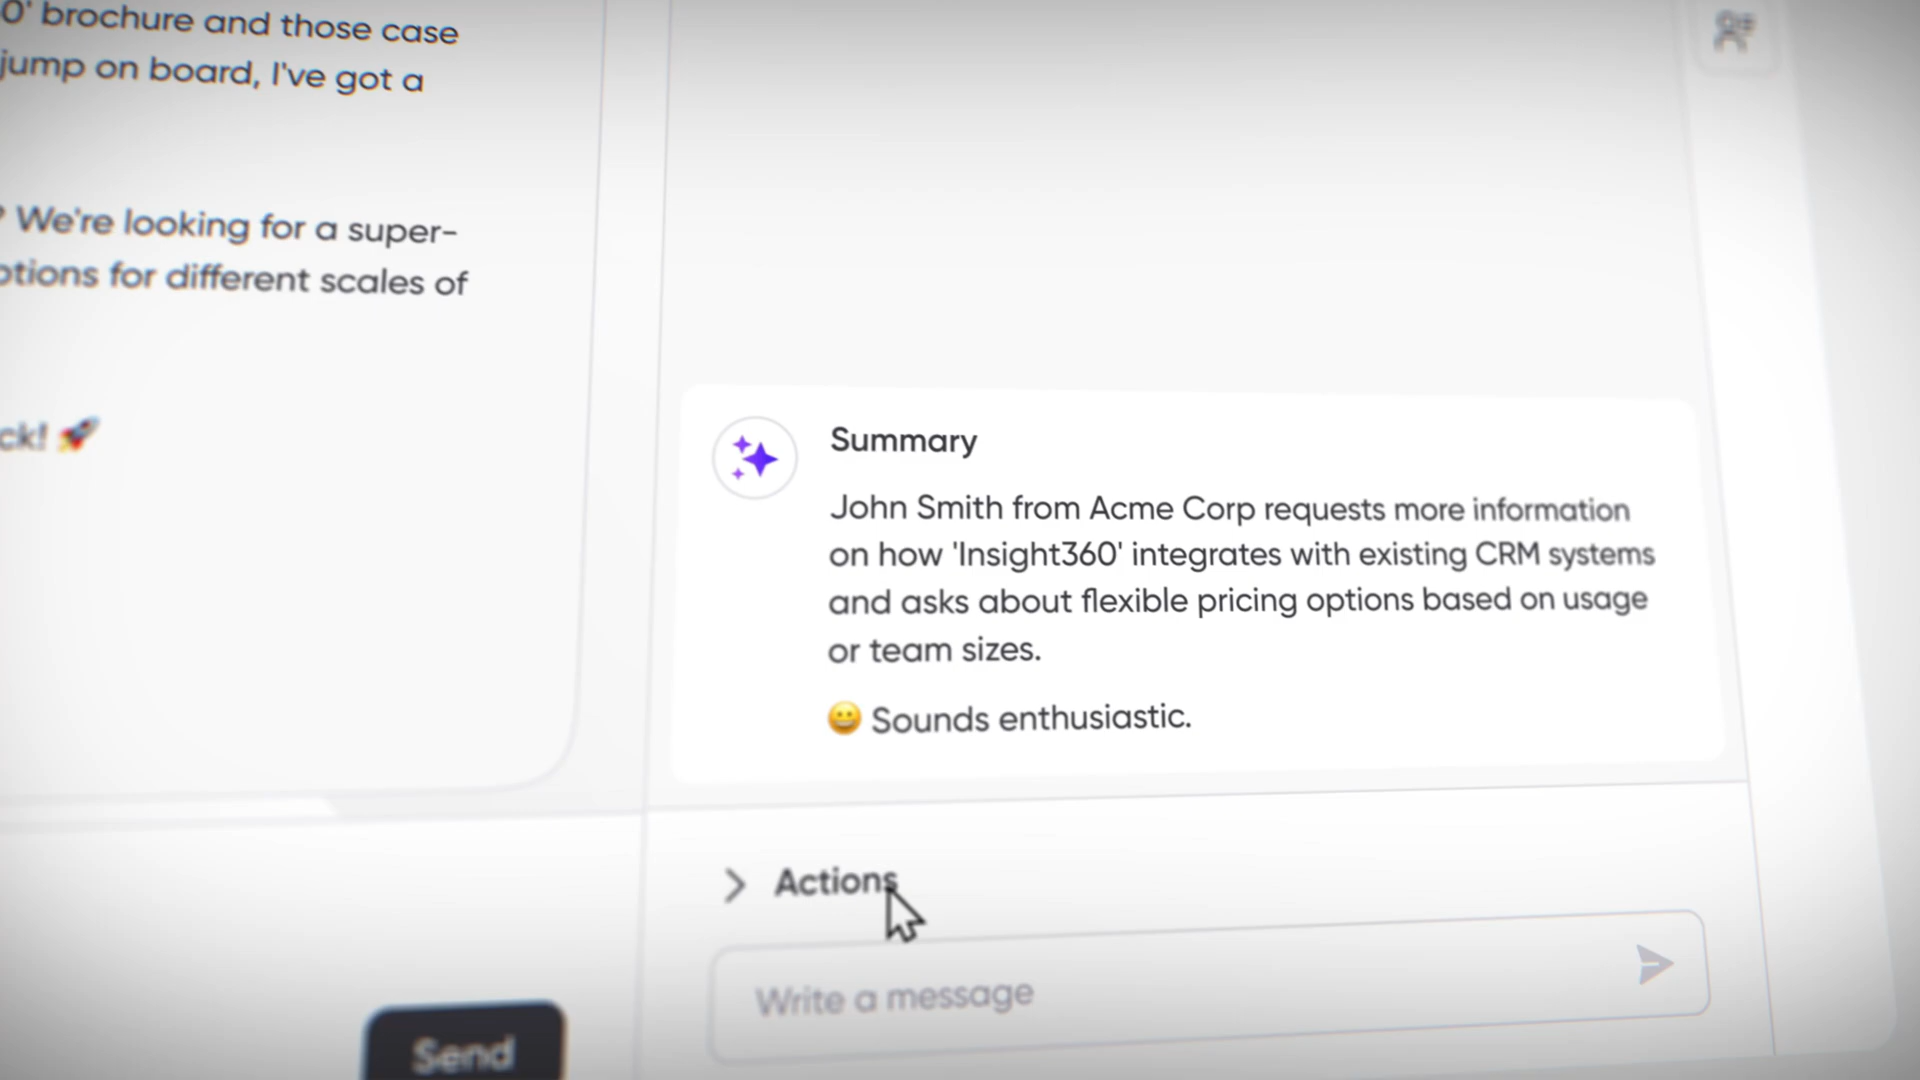 0' brochure and those case
jump on board, I've got a
? We're looking for a super-
ptions for different scales of
ck! 🚀
Summary
John Smith from Acme Corp requests more information
on how 'Insight360' integrates with existing CRM systems
and asks about flexible pricing options based on usage
or team sizes.
😀 Sounds enthusiastic.
Actions
Write a message
Send